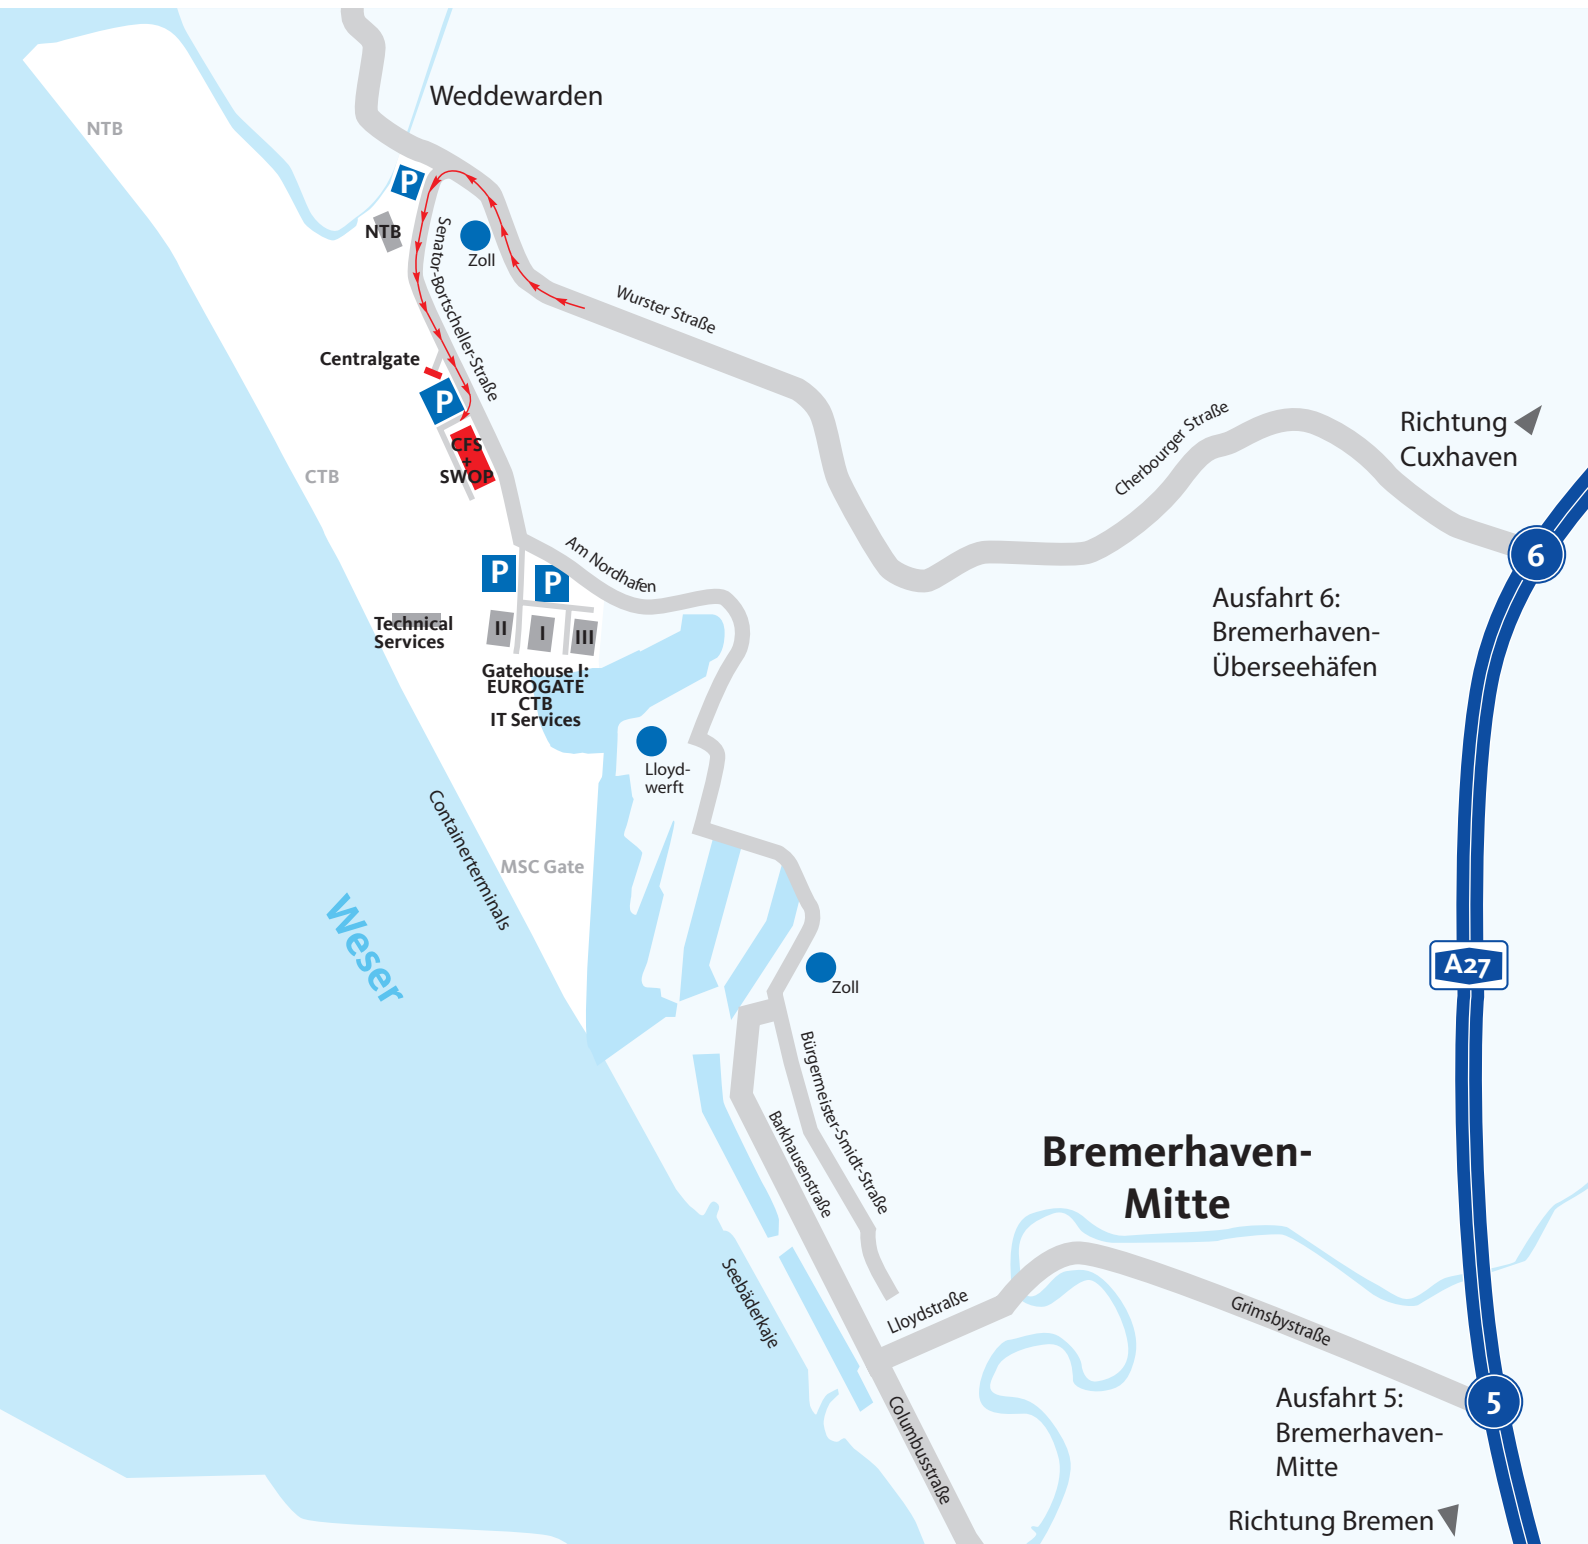 Weddewarden
NTB
P
NTB
Zoll
Senator-Bortscheller-Straße
Wurster Straße
Centralgate
P
CFS
+
SWOP
CTB
Cherbourger Straße
Richtung
Cuxhaven
6
Ausfahrt 6:
Bremerhaven-
Überseehäfen
Am Nordhafen
P
P
Technical
Services
II
I
III
Gatehouse I:
EUROGATE
CTB
IT Services
Lloyd-
werft
Containerterminals
MSC Gate
Weser
A27
Zoll
Bürgermeister-Smidt-Straße
Barkhausenstraße
Bremerhaven-
Mitte
Seebäderkaje
Lloydstraße
Grimsbystraße
Columbusstraße
5
Ausfahrt 5:
Bremerhaven-
Mitte
Richtung Bremen